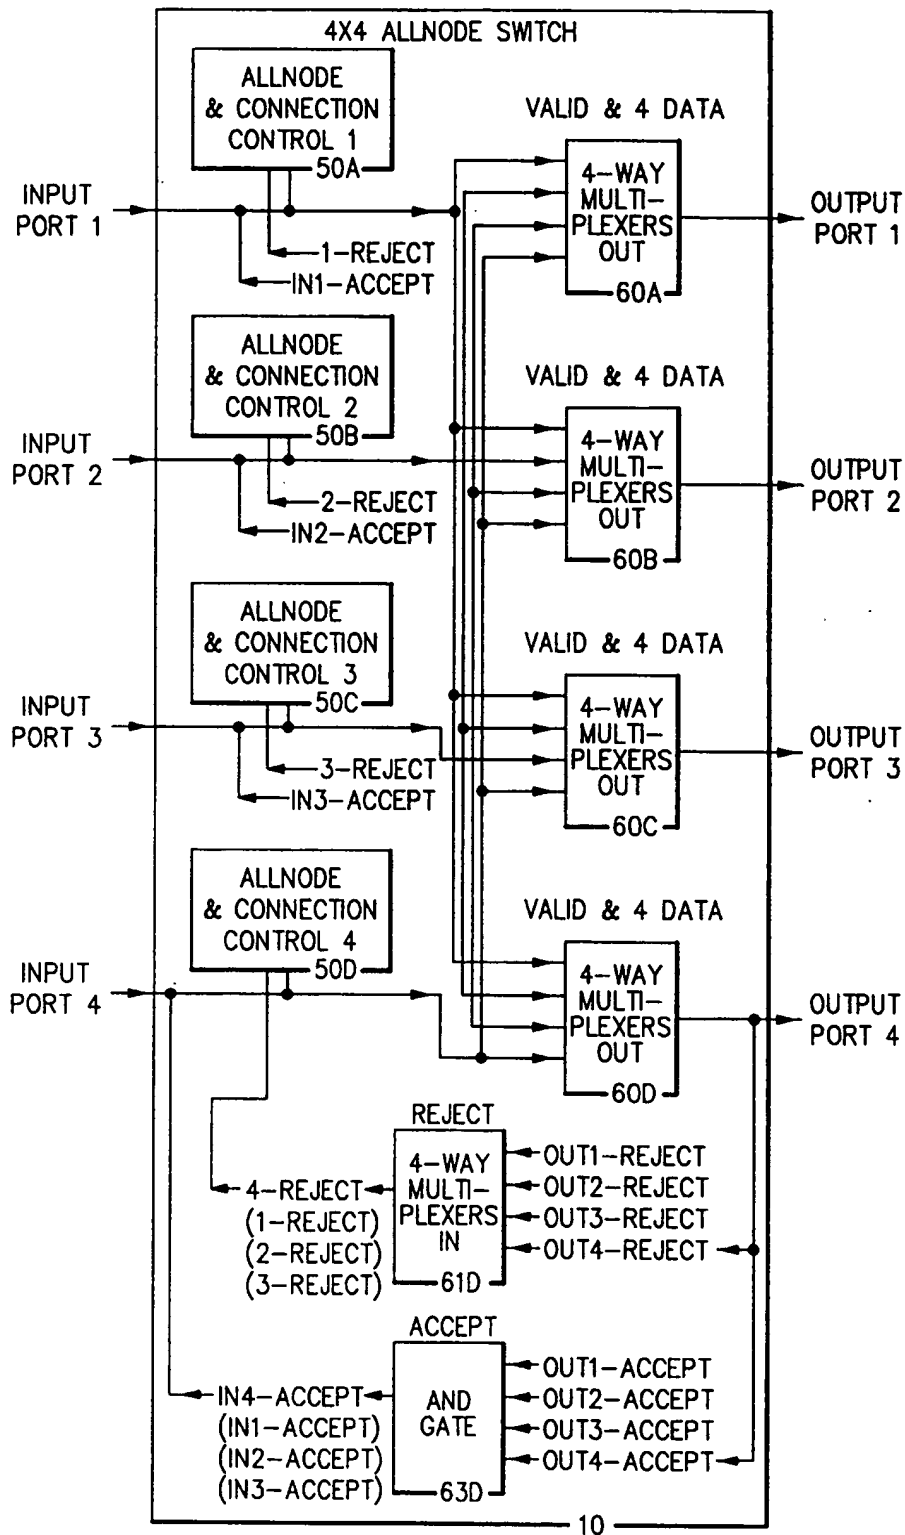 4X4 ALLNODE SWITCH
ALLNODE
& CONNECTION
CONTROL 1
50A
VALID & 4 DATA
4-WAY
MULTI-
PLEXERS
OUT
60A
INPUT
PORT 1
OUTPUT
PORT 1
1-REJECT
IN1-ACCEPT
ALLNODE
& CONNECTION
CONTROL 2
50B
VALID & 4 DATA
4-WAY
MULTI-
PLEXERS
OUT
60B
INPUT
PORT 2
OUTPUT
PORT 2
2-REJECT
IN2-ACCEPT
ALLNODE
& CONNECTION
CONTROL 3
50C
VALID & 4 DATA
4-WAY
MULTI-
PLEXERS
OUT
60C
INPUT
PORT 3
OUTPUT
PORT 3
3-REJECT
IN3-ACCEPT
ALLNODE
& CONNECTION
CONTROL 4
50D
VALID & 4 DATA
4-WAY
MULTI-
PLEXERS
OUT
60D
INPUT
PORT 4
OUTPUT
PORT 4
REJECT
4-WAY
MULTI-
PLEXERS
IN
61D
OUT1-REJECT
OUT2-REJECT
OUT3-REJECT
OUT4-REJECT
4-REJECT
(1-REJECT)
(2-REJECT)
(3-REJECT)
ACCEPT
AND
GATE
63D
OUT1-ACCEPT
OUT2-ACCEPT
OUT3-ACCEPT
OUT4-ACCEPT
IN4-ACCEPT
(IN1-ACCEPT)
(IN2-ACCEPT)
(IN3-ACCEPT)
10